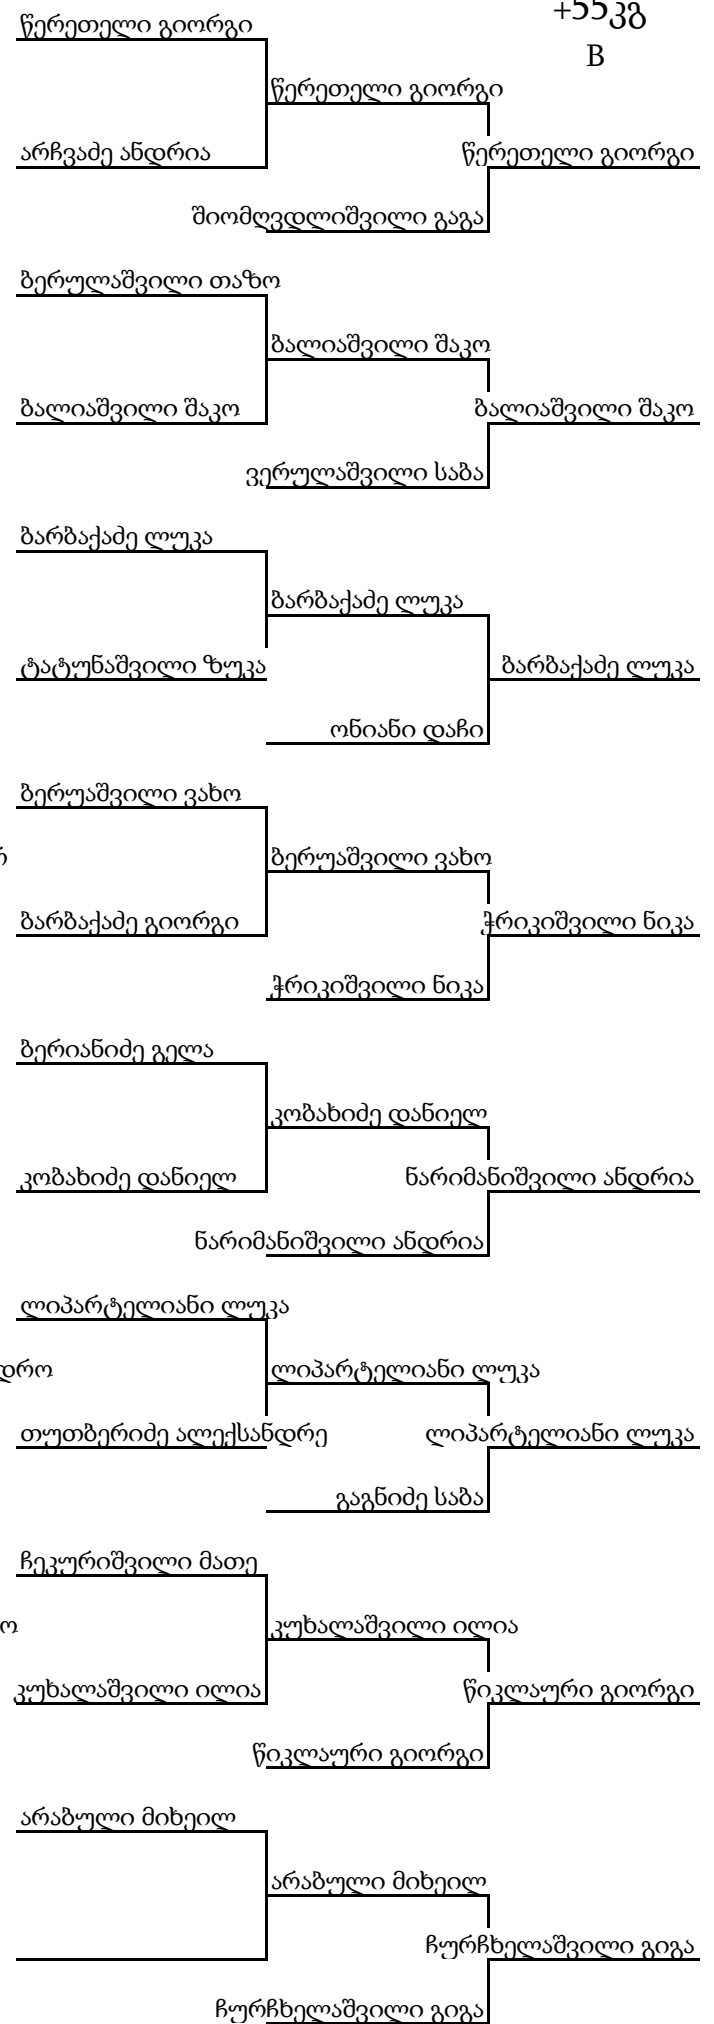 +55კგ
წერეთელი გიორგი
B
წერეთელი გიორგი
არჩვაძე ანდრია
წერეთელი გიორგი
შიომღვდლიშვილი გაგა
ბერულაშვილი თაზო
ბალიაშვილი შაკო
ბალიაშვილი შაკო
ბალიაშვილი შაკო
ვერულაშვილი საბა
ბარბაქაძე ლუკა
ბარბაქაძე ლუკა
ტატუნაშვილი ზუკა
ბარბაქაძე ლუკა
ონიანი დაჩი
ბერუაშვილი ვახო
ბერუაშვილი ვახო
ბარბაქაძე გიორგი
ჭრიკიშვილი ნიკა
ჭრიკიშვილი ნიკა
ბერიანიძე გელა
კობახიძე დანიელ
კობახიძე დანიელ
ნარიმანიშვილი ანდრია
ნარიმანიშვილი ანდრია
ლიპარტელიანი ლუკა
დრო
ლიპარტელიანი ლუკა
თუთბერიძე ალექსანდრე
ლიპარტელიანი ლუკა
გაგნიძე საბა
ჩეკურიშვილი მათე
ო
კუხალაშვილი ილია
კუხალაშვილი ილია
წიკლაური გიორგი
წიკლაური გიორგი
არაბული მიხეილ
არაბული მიხეილ
ჩურჩხელაშვილი გიგა
ჩურჩხელაშვილი გიგა